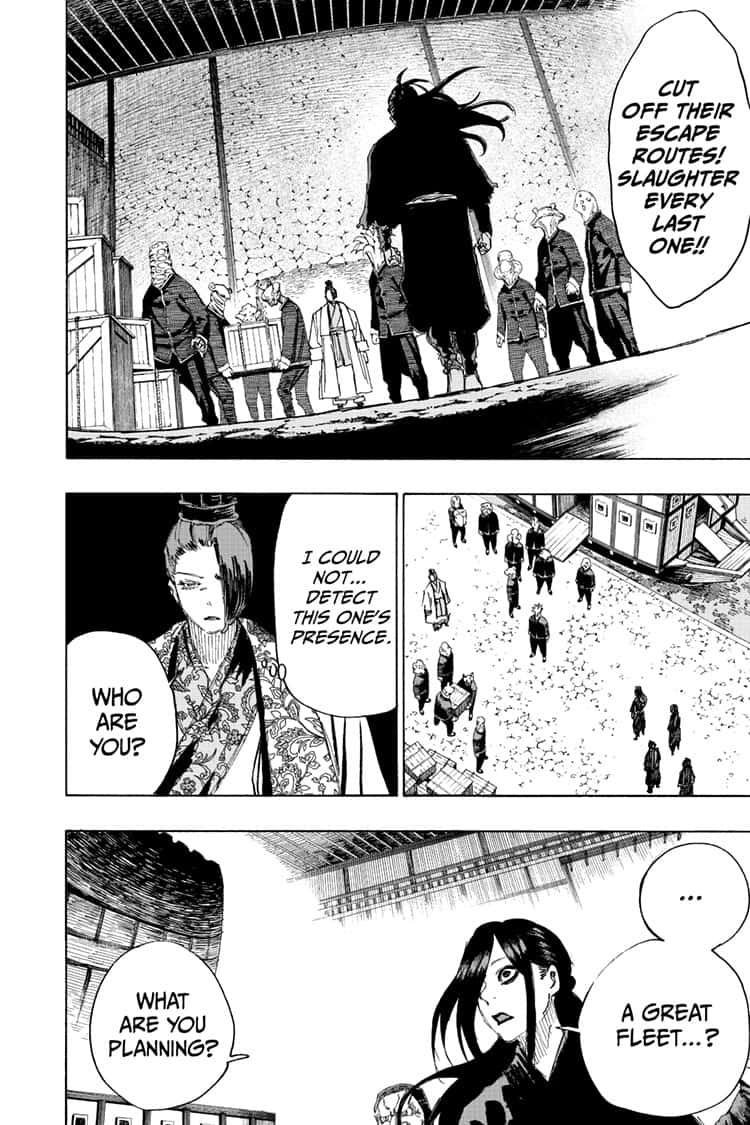 CUT
OFF THEIR
ESCAPE
ROUTES!
SLAUGHTER
EVERY
LAST
ONE!!
I COULD
NOT...
DETECT
THIS ONE'S
PRESENCE.
WHO
ARE
YOU?
...
A GREAT
FLEET...?
WHAT
ARE YOU
PLANNING?